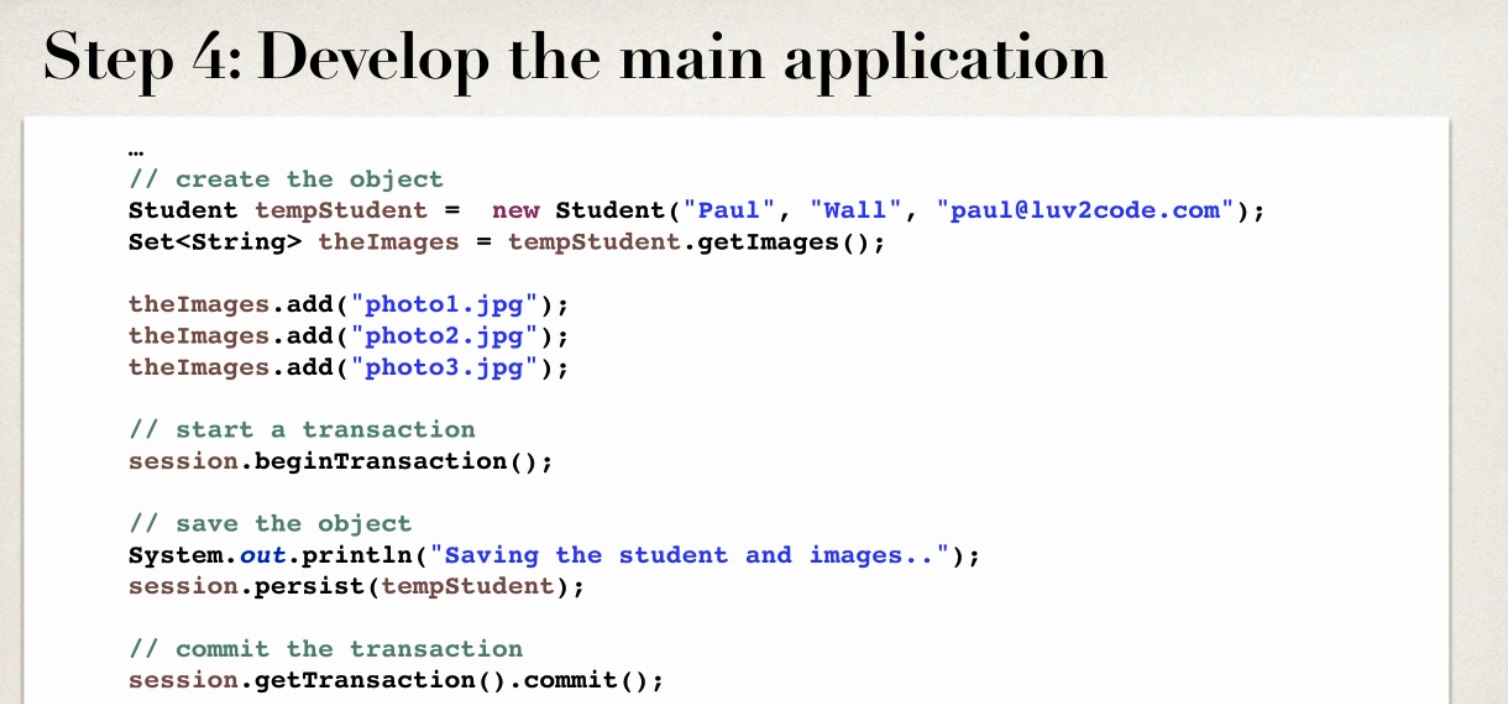 Step 4: Develop the main application
…
// create the object
Student tempStudent =  new Student("Paul", "Wall", "paul@luv2code.com");
Set<String> theImages = tempStudent.getImages();
theImages.add("photo1.jpg");
theImages.add("photo2.jpg");
theImages.add("photo3.jpg");
// start a transaction
session.beginTransaction();
// save the object
System.out.println("Saving the student and images..");
session.persist(tempStudent);
// commit the transaction
session.getTransaction().commit();